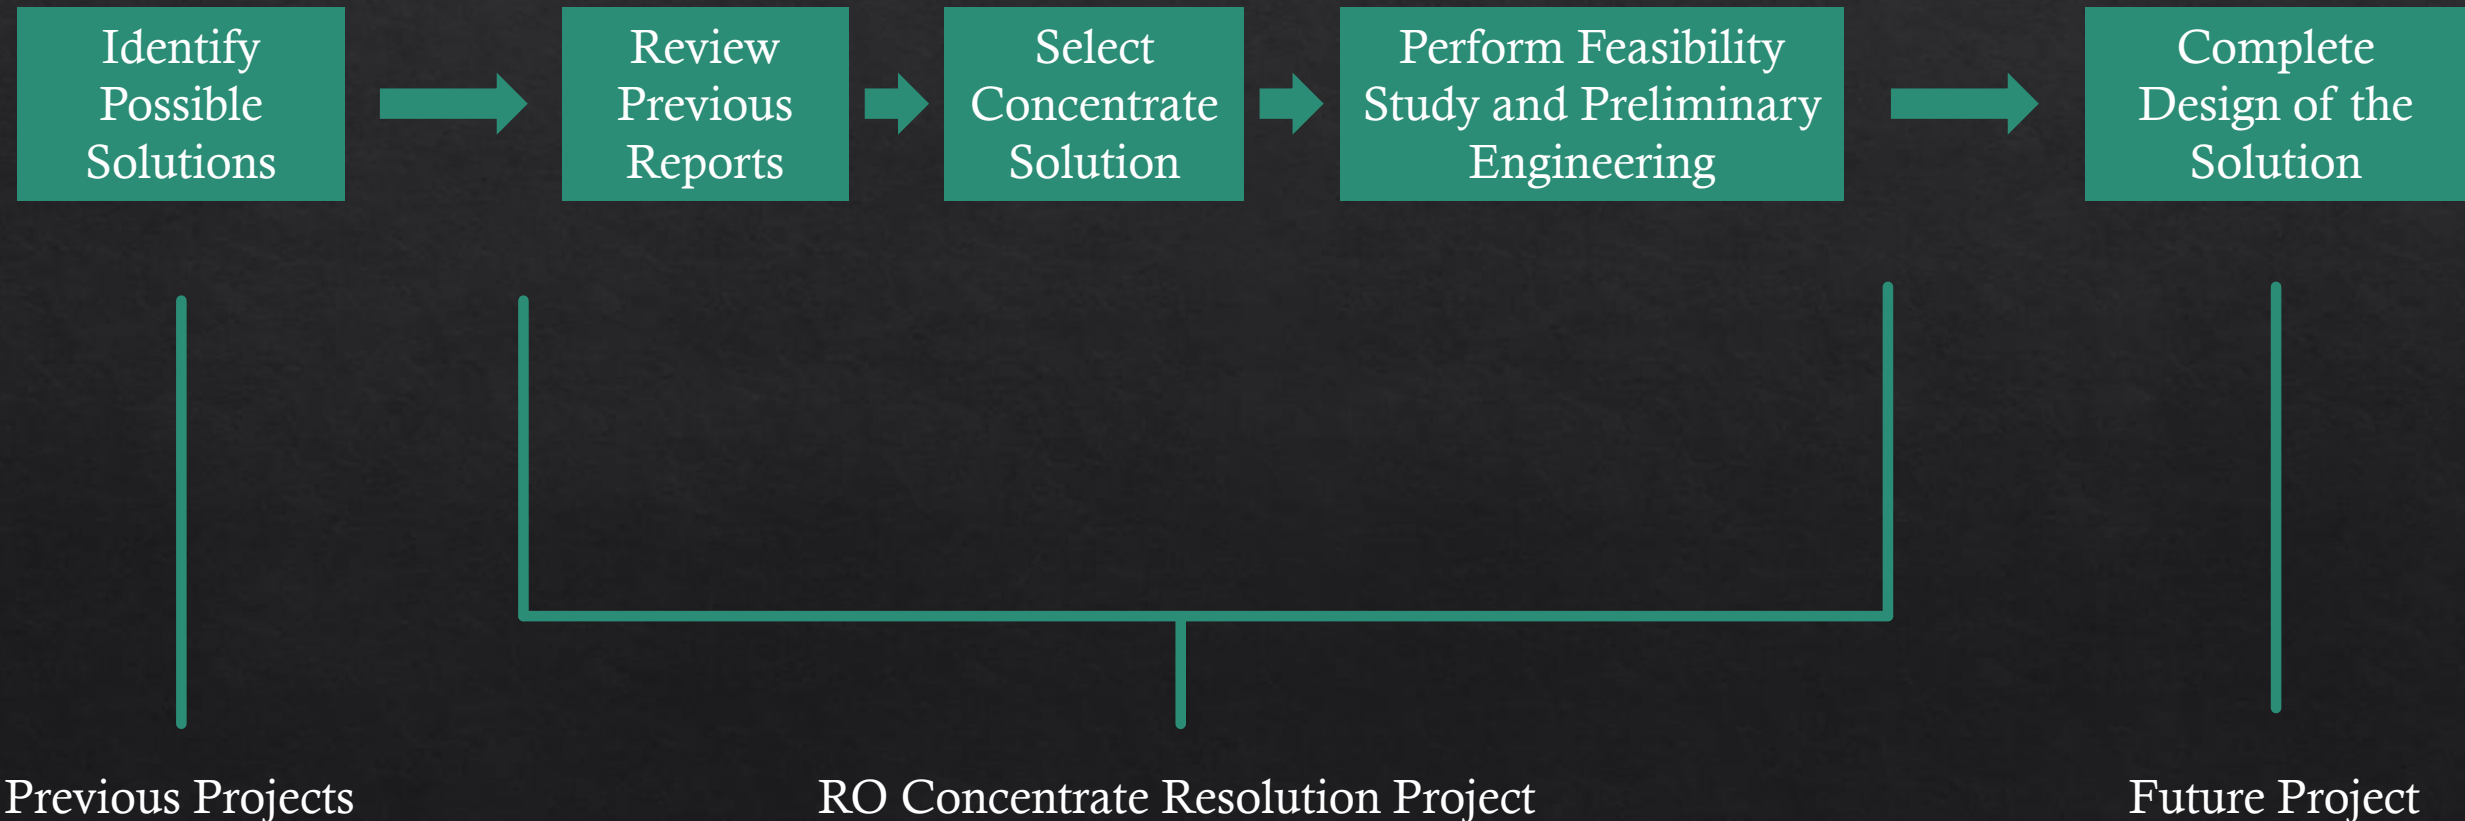 Identify
Possible
Solutions
Review
Previous
Reports
Select
Concentrate
Solution
Perform Feasibility
Study and Preliminary
Engineering
Complete
Design of the
Solution
Previous Projects
RO Concentrate Resolution Project
Future Project